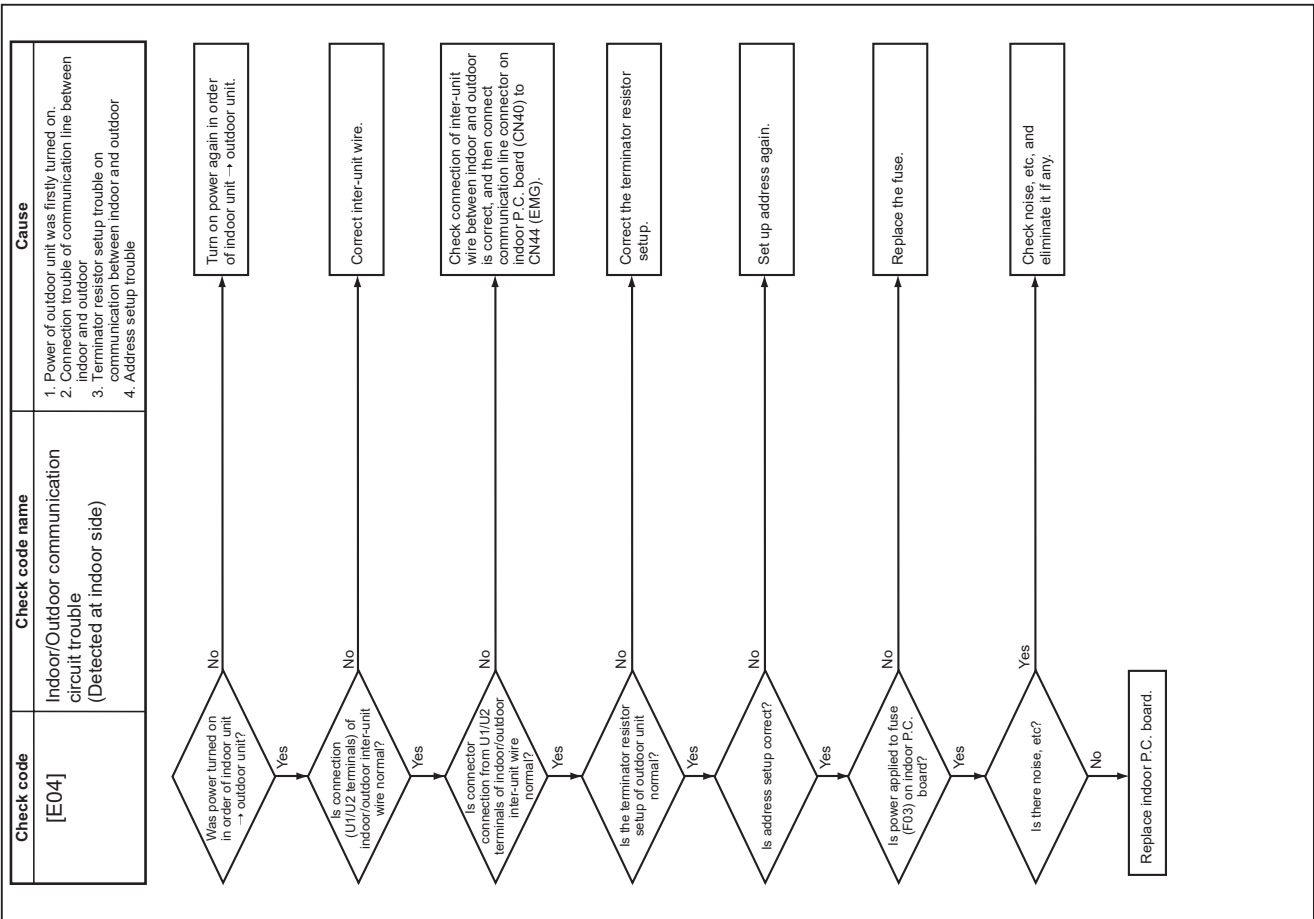 Check code
Check code name
Cause
[E04]
Indoor/Outdoor communication
circuit trouble
(Detected at indoor side)
1. Power of outdoor unit was firstly turned on.
2. Connection trouble of communication line between
indoor and outdoor
3. Terminator resistor setup trouble on
communication between indoor and outdoor
4. Address setup trouble
Was power turned on
in order of indoor unit
→ outdoor unit?
No
Turn on power again in order
of indoor unit → outdoor unit.
Yes
Is connection
(U1/U2 terminals) of
indoor/outdoor inter-unit
wire normal?
No
Correct inter-unit wire.
Yes
Is connector
connection from U1/U2
terminals of indoor/outdoor
inter-unit wire
normal?
No
Check connection of inter-unit
wire between indoor and outdoor
is correct, and then connect
communication line connector on
indoor P.C. board (CN40) to
CN44 (EMG).
Yes
Is the terminator resistor
setup of outdoor unit
normal?
No
Correct the terminator resistor
setup.
Yes
Is address setup correct?
No
Set up address again.
Yes
Is power applied to fuse
(F03) on indoor P.C.
board?
No
Replace the fuse.
Yes
Is there noise, etc?
Yes
Check noise, etc, and
eliminate it if any.
No
Replace indoor P.C. board.